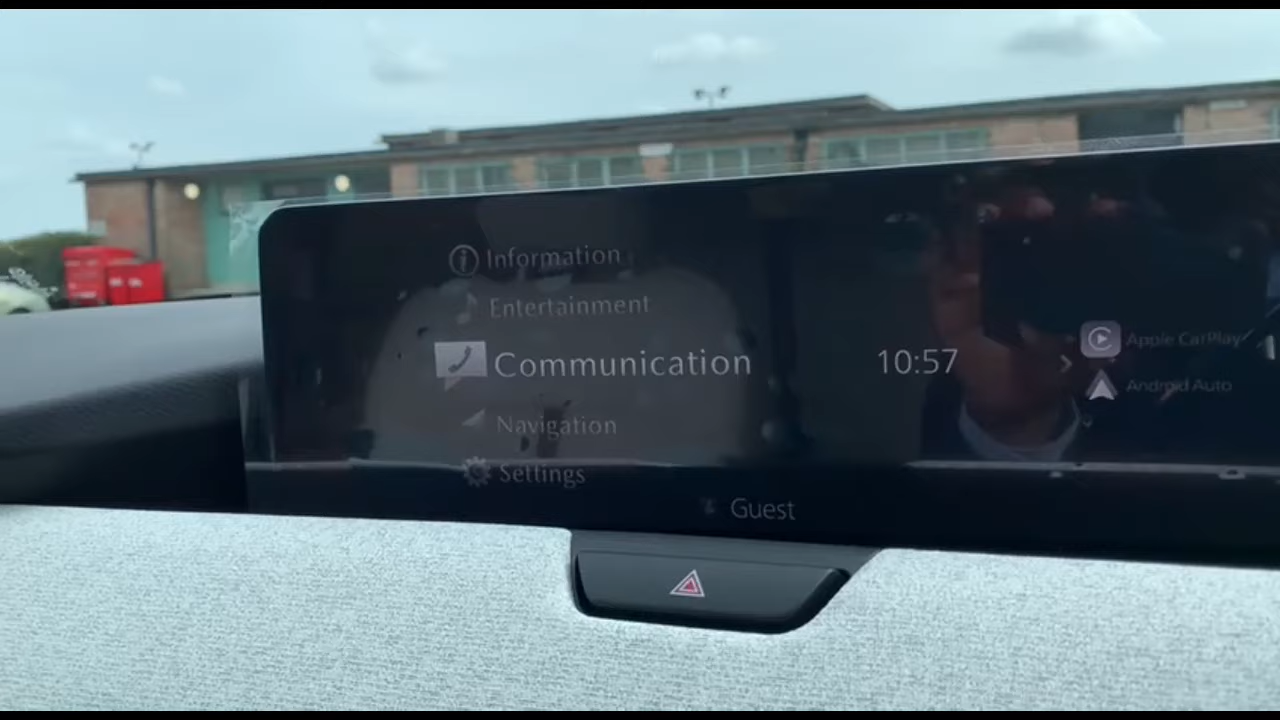 Information
Entertainment
Communication
10:57
Apple CarPlay
Android Auto
Navigation
Settings
Guest